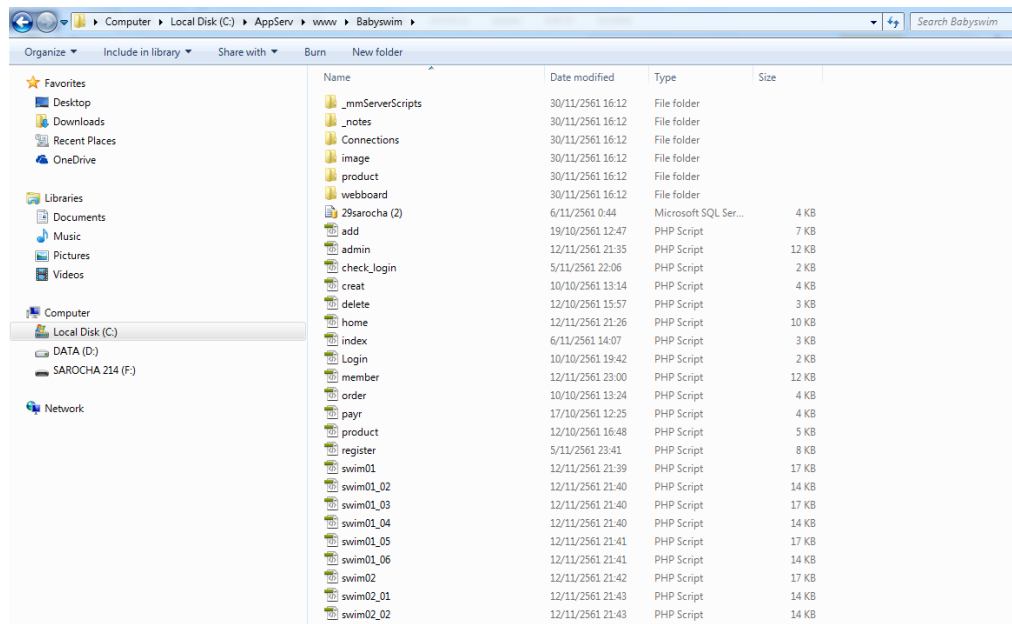 Computer ▸ Local Disk (C:) ▸ AppServ ▸ www ▸ Babyswim ▸
Search Babyswim
Organize Include in library Share with Burn New folder
Favorites
Desktop
Downloads
Recent Places
OneDrive
Libraries
Documents
Music
Pictures
Videos
Computer
Local Disk (C:)
DATA (D:)
SAROCHA 214 (F:)
Network
Name Date modified Type Size
_mmServerScripts 30/11/2561 16:12 File folder
_notes 30/11/2561 16:12 File folder
Connections 30/11/2561 16:12 File folder
image 30/11/2561 16:12 File folder
product 30/11/2561 16:12 File folder
webboard 30/11/2561 16:12 File folder
29sarocha (2) 6/11/2561 0:44 Microsoft SQL Ser... 4 KB
add 19/10/2561 12:47 PHP Script 7 KB
admin 12/11/2561 21:35 PHP Script 12 KB
check_login 5/11/2561 22:06 PHP Script 2 KB
creat 10/10/2561 13:14 PHP Script 4 KB
delete 12/10/2561 15:57 PHP Script 3 KB
home 12/11/2561 21:26 PHP Script 10 KB
index 6/11/2561 14:07 PHP Script 3 KB
Login 10/10/2561 19:42 PHP Script 2 KB
member 12/11/2561 23:00 PHP Script 12 KB
order 10/10/2561 13:24 PHP Script 4 KB
payr 17/10/2561 12:25 PHP Script 4 KB
product 12/10/2561 16:48 PHP Script 5 KB
register 5/11/2561 23:41 PHP Script 8 KB
swim01 12/11/2561 21:39 PHP Script 17 KB
swim01_02 12/11/2561 21:40 PHP Script 14 KB
swim01_03 12/11/2561 21:40 PHP Script 17 KB
swim01_04 12/11/2561 21:40 PHP Script 14 KB
swim01_05 12/11/2561 21:41 PHP Script 17 KB
swim01_06 12/11/2561 21:41 PHP Script 14 KB
swim02 12/11/2561 21:42 PHP Script 17 KB
swim02_01 12/11/2561 21:43 PHP Script 14 KB
swim02_02 12/11/2561 21:43 PHP Script 14 KB